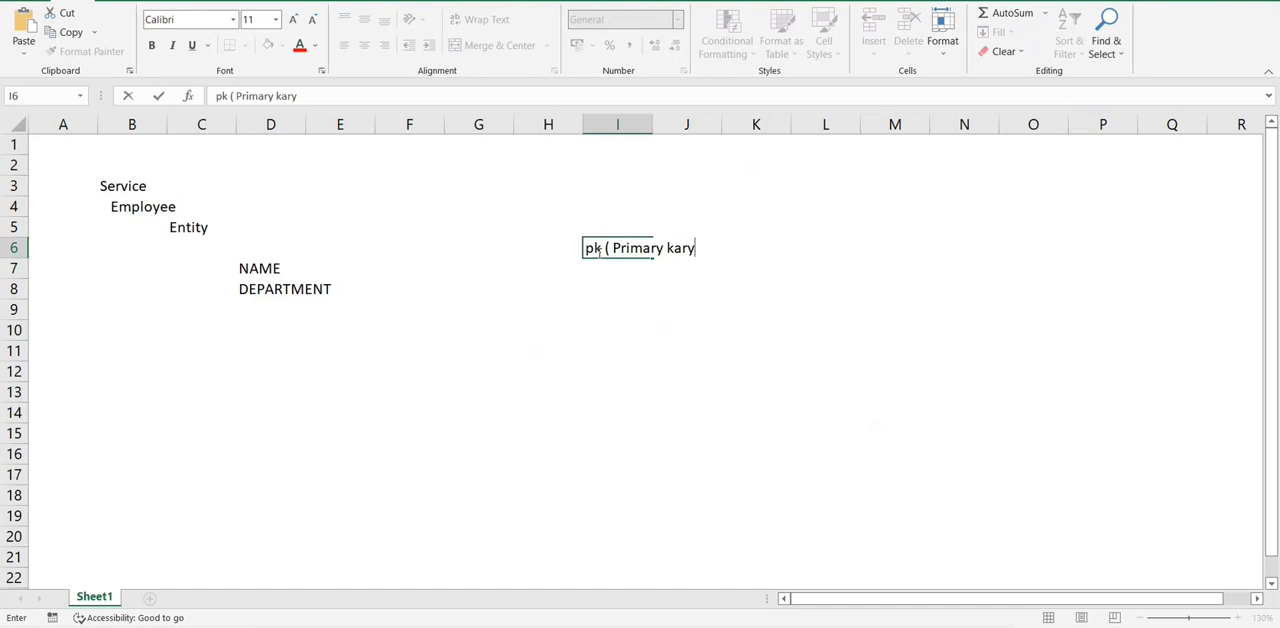 Cut
Copy
Format Painter
Paste
Clipboard
Calibri 11
B I U
Font
Wrap Text
Merge & Center
Alignment
General
%
Number
Conditional Formatting
Format as Table
Cell Styles
Styles
Insert
Delete
Format
Cells
AutoSum
Fill
Clear
Sort & Filter
Find & Select
Editing
I6
fx pk ( Primary kary
A B C D E F G H I J K L M N O P Q R
1
2
3 Service
4 Employee
5 Entity
6 pk ( Primary kary
7 NAME
8 DEPARTMENT
9
10
11
12
13
14
15
16
17
18
19
20
21
22
Sheet1
Enter
Accessibility: Good to go
130%